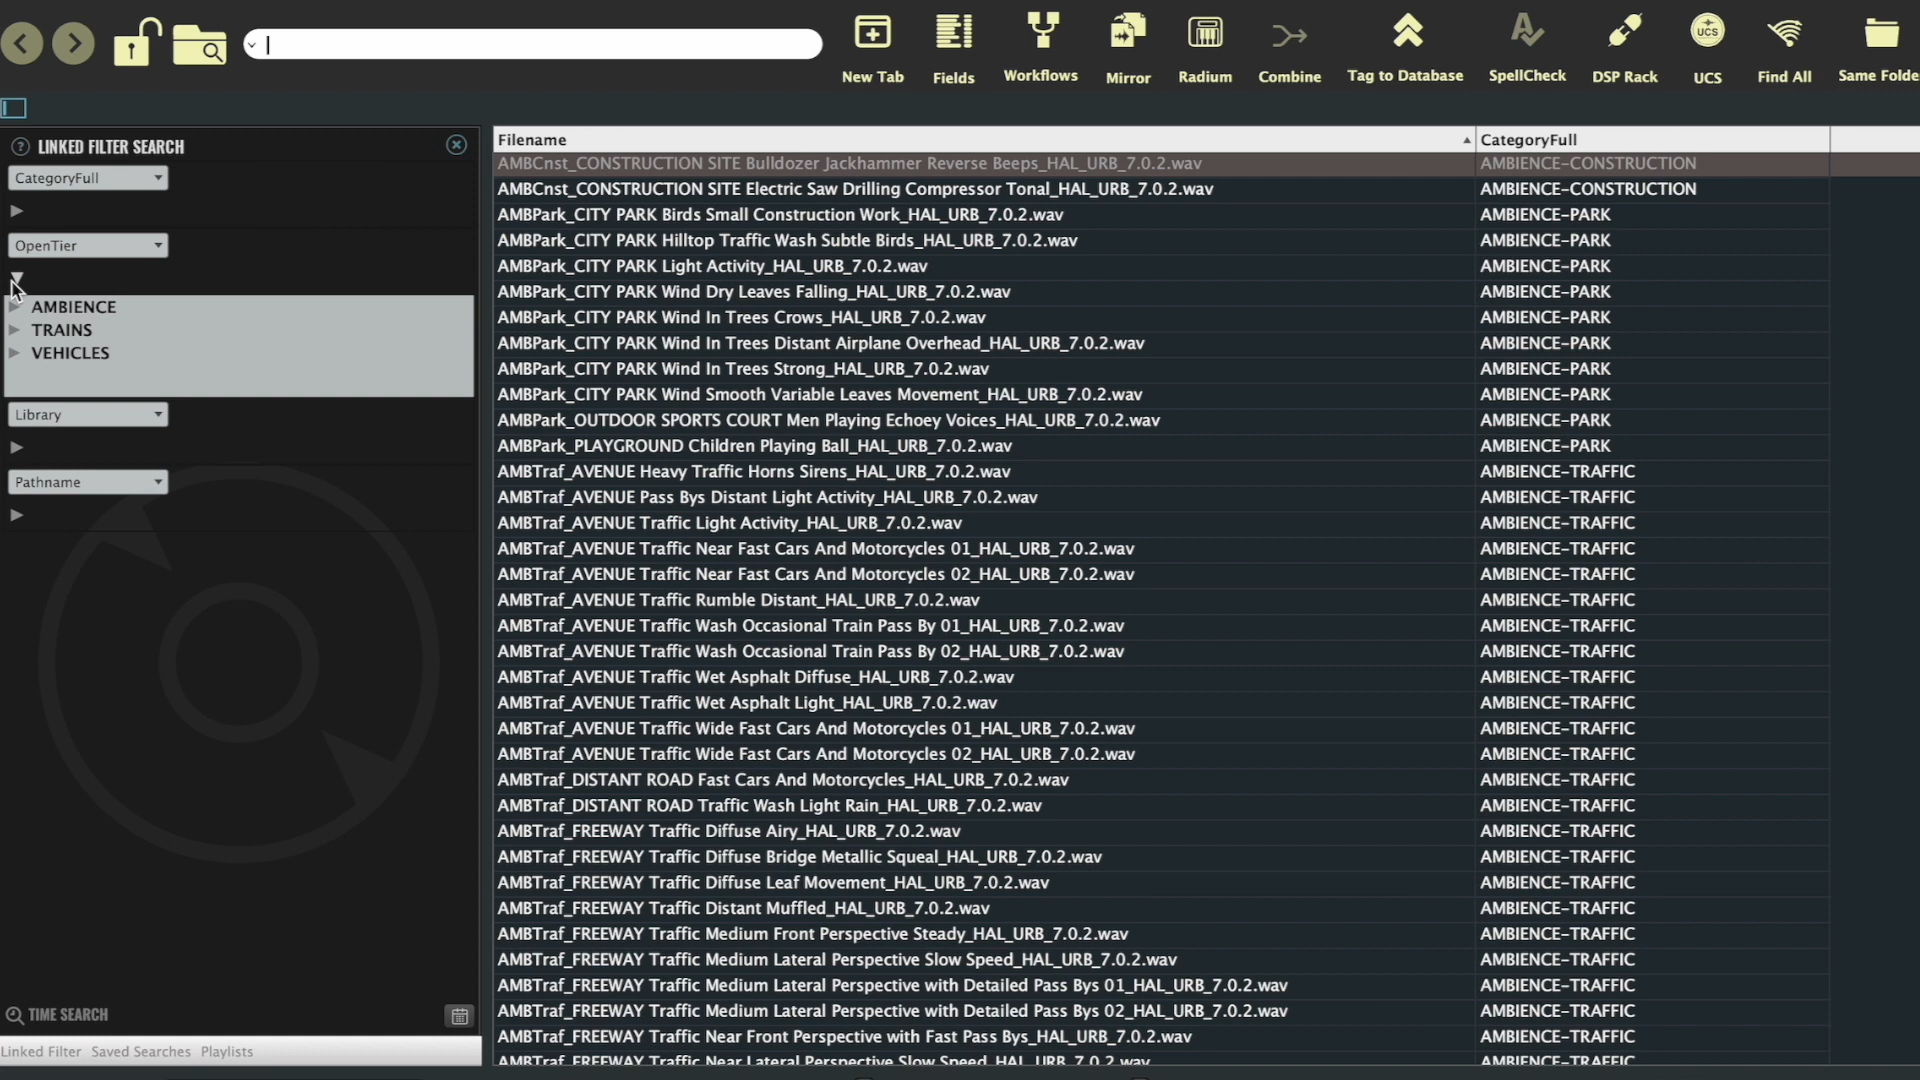 New Tab
Fields
Workflows
Mirror
Radium
Combine
Tag to Database
SpellCheck
DSP Rack
UCS
UCS
Find All
Same Folde
? LINKED FILTER SEARCH
CategoryFull
OpenTier
AMBIENCE
TRAINS
VEHICLES
Library
Pathname
TIME SEARCH
Linked Filter Saved Searches Playlists
Filename CategoryFull
AMBCnst_CONSTRUCTION SITE Bulldozer Jackhammer Reverse Beeps_HAL_URB_7.0.2.wav AMBIENCE-CONSTRUCTION
AMBCnst_CONSTRUCTION SITE Electric Saw Drilling Compressor Tonal_HAL_URB_7.0.2.wav AMBIENCE-CONSTRUCTION
AMBPark_CITY PARK Birds Small Construction Work_HAL_URB_7.0.2.wav AMBIENCE-PARK
AMBPark_CITY PARK Hilltop Traffic Wash Subtle Birds_HAL_URB_7.0.2.wav AMBIENCE-PARK
AMBPark_CITY PARK Light Activity_HAL_URB_7.0.2.wav AMBIENCE-PARK
AMBPark_CITY PARK Wind Dry Leaves Falling_HAL_URB_7.0.2.wav AMBIENCE-PARK
AMBPark_CITY PARK Wind In Trees Crows_HAL_URB_7.0.2.wav AMBIENCE-PARK
AMBPark_CITY PARK Wind In Trees Distant Airplane Overhead_HAL_URB_7.0.2.wav AMBIENCE-PARK
AMBPark_CITY PARK Wind In Trees Strong_HAL_URB_7.0.2.wav AMBIENCE-PARK
AMBPark_CITY PARK Wind Smooth Variable Leaves Movement_HAL_URB_7.0.2.wav AMBIENCE-PARK
AMBPark_OUTDOOR SPORTS COURT Men Playing Echoey Voices_HAL_URB_7.0.2.wav AMBIENCE-PARK
AMBPark_PLAYGROUND Children Playing Ball_HAL_URB_7.0.2.wav AMBIENCE-PARK
AMBTraf_AVENUE Heavy Traffic Horns Sirens_HAL_URB_7.0.2.wav AMBIENCE-TRAFFIC
AMBTraf_AVENUE Pass Bys Distant Light Activity_HAL_URB_7.0.2.wav AMBIENCE-TRAFFIC
AMBTraf_AVENUE Traffic Light Activity_HAL_URB_7.0.2.wav AMBIENCE-TRAFFIC
AMBTraf_AVENUE Traffic Near Fast Cars And Motorcycles 01_HAL_URB_7.0.2.wav AMBIENCE-TRAFFIC
AMBTraf_AVENUE Traffic Near Fast Cars And Motorcycles 02_HAL_URB_7.0.2.wav AMBIENCE-TRAFFIC
AMBTraf_AVENUE Traffic Rumble Distant_HAL_URB_7.0.2.wav AMBIENCE-TRAFFIC
AMBTraf_AVENUE Traffic Wash Occasional Train Pass By 01_HAL_URB_7.0.2.wav AMBIENCE-TRAFFIC
AMBTraf_AVENUE Traffic Wash Occasional Train Pass By 02_HAL_URB_7.0.2.wav AMBIENCE-TRAFFIC
AMBTraf_AVENUE Traffic Wet Asphalt Diffuse_HAL_URB_7.0.2.wav AMBIENCE-TRAFFIC
AMBTraf_AVENUE Traffic Wet Asphalt Light_HAL_URB_7.0.2.wav AMBIENCE-TRAFFIC
AMBTraf_AVENUE Traffic Wide Fast Cars And Motorcycles 01_HAL_URB_7.0.2.wav AMBIENCE-TRAFFIC
AMBTraf_AVENUE Traffic Wide Fast Cars And Motorcycles 02_HAL_URB_7.0.2.wav AMBIENCE-TRAFFIC
AMBTraf_DISTANT ROAD Fast Cars And Motorcycles_HAL_URB_7.0.2.wav AMBIENCE-TRAFFIC
AMBTraf_DISTANT ROAD Traffic Wash Light Rain_HAL_URB_7.0.2.wav AMBIENCE-TRAFFIC
AMBTraf_FREEWAY Traffic Diffuse Airy_HAL_URB_7.0.2.wav AMBIENCE-TRAFFIC
AMBTraf_FREEWAY Traffic Diffuse Bridge Metallic Squeal_HAL_URB_7.0.2.wav AMBIENCE-TRAFFIC
AMBTraf_FREEWAY Traffic Diffuse Leaf Movement_HAL_URB_7.0.2.wav AMBIENCE-TRAFFIC
AMBTraf_FREEWAY Traffic Distant Muffled_HAL_URB_7.0.2.wav AMBIENCE-TRAFFIC
AMBTraf_FREEWAY Traffic Medium Front Perspective Steady_HAL_URB_7.0.2.wav AMBIENCE-TRAFFIC
AMBTraf_FREEWAY Traffic Medium Lateral Perspective Slow Speed_HAL_URB_7.0.2.wav AMBIENCE-TRAFFIC
AMBTraf_FREEWAY Traffic Medium Lateral Perspective with Detailed Pass Bys 01_HAL_URB_7.0.2.wav AMBIENCE-TRAFFIC
AMBTraf_FREEWAY Traffic Medium Lateral Perspective with Detailed Pass Bys 02_HAL_URB_7.0.2.wav AMBIENCE-TRAFFIC
AMBTraf_FREEWAY Traffic Near Front Perspective with Fast Pass Bys_HAL_URB_7.0.2.wav AMBIENCE-TRAFFIC
AMBTraf_FREEWAY Traffic Near Lateral Perspective Slow Speed_HAL_URB_7.0.2.wav AMBIENCE-TRAFFIC